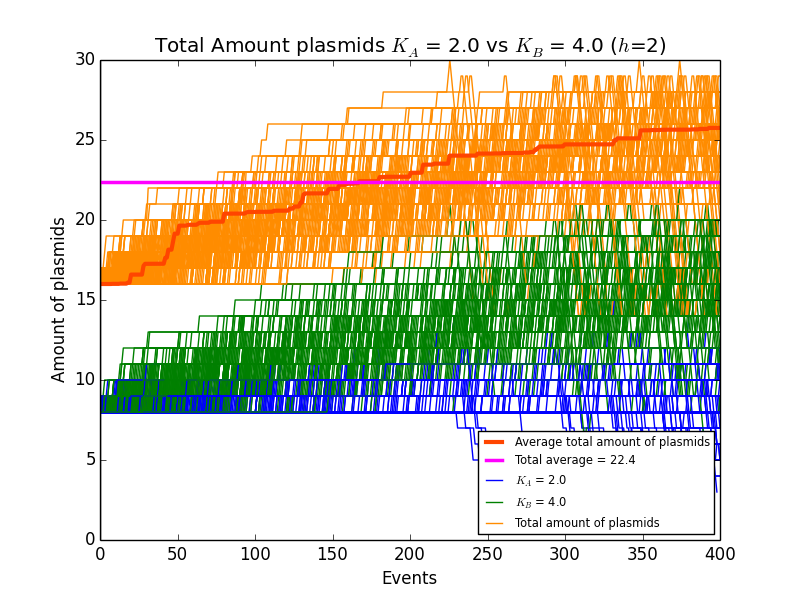 Total Amount plasmids K_A = 2.0 vs K_B = 4.0 (h=2)
30
25
20
15
10
5
0
Amount of plasmids
0 50 100 150 200 250 300 350 400
Events
Average total amount of plasmids
Total average = 22.4
K_A = 2.0
K_B = 4.0
Total amount of plasmids